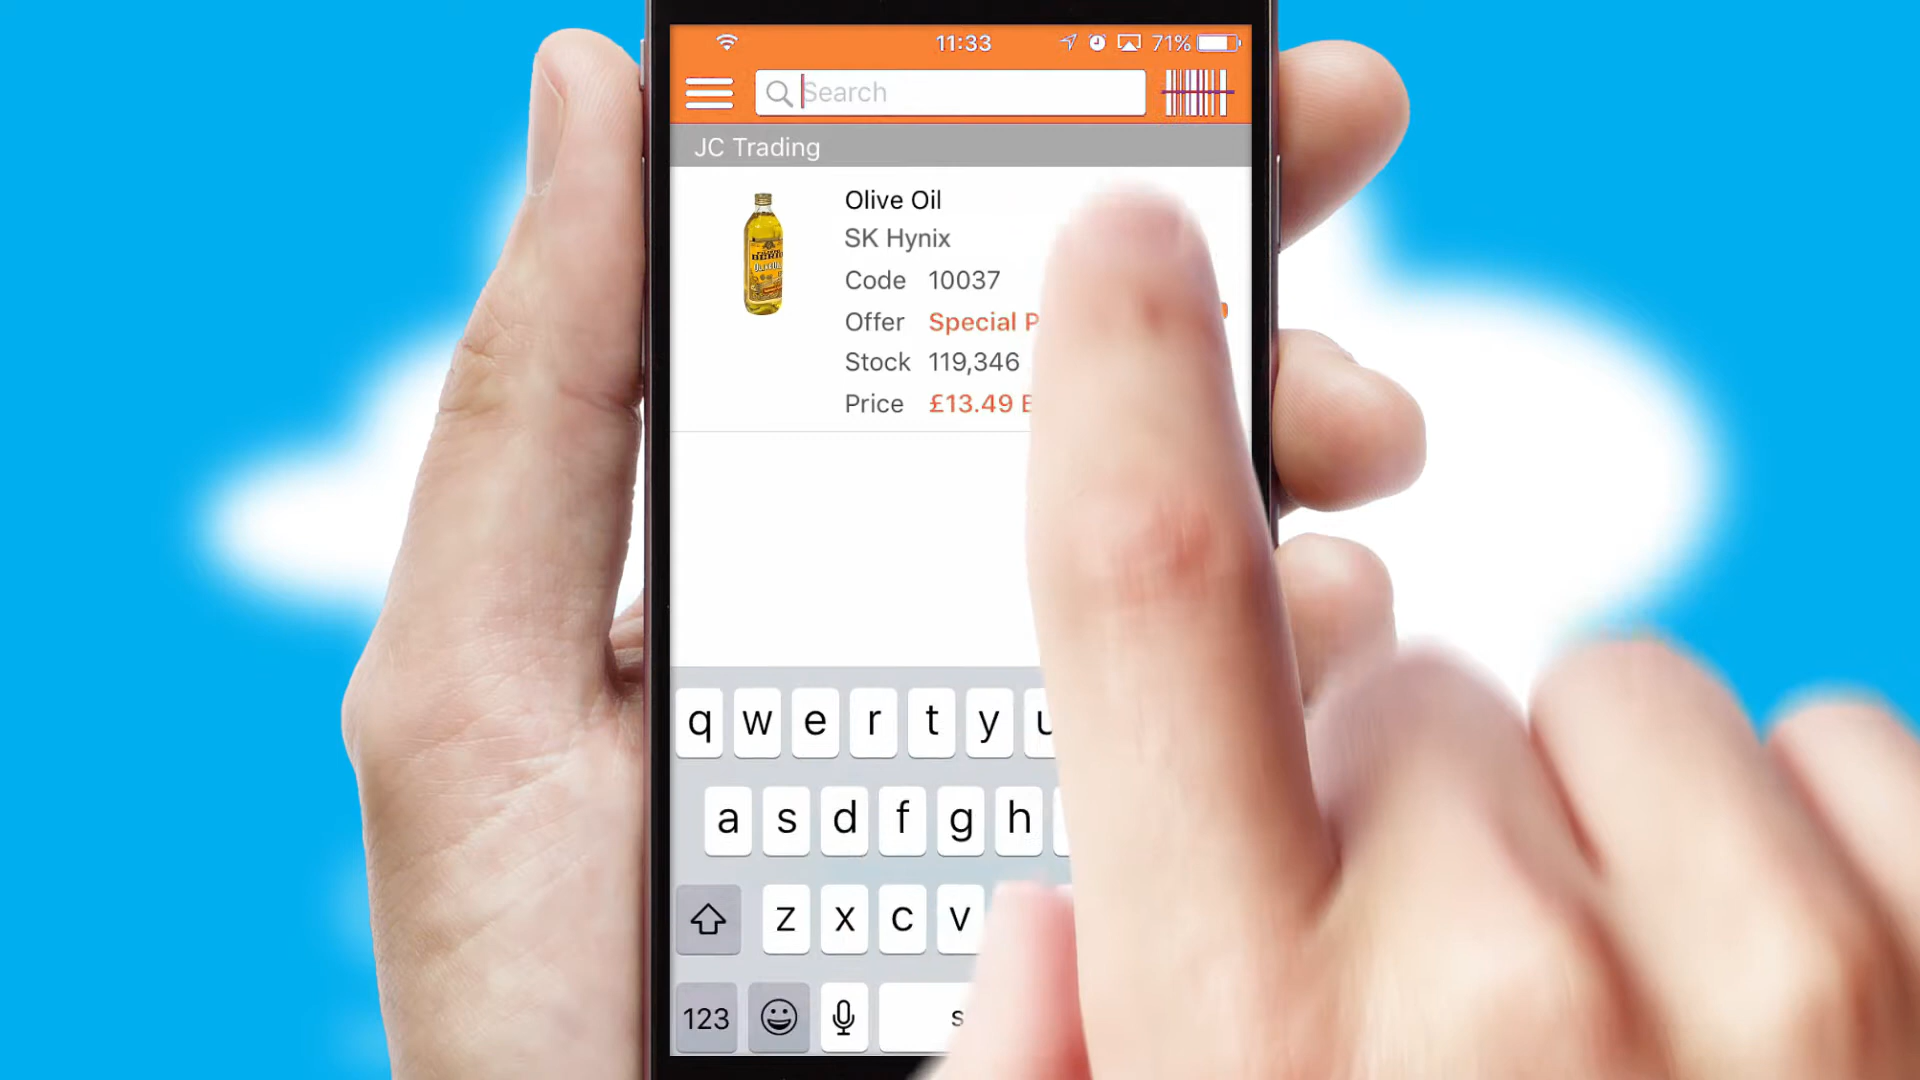 11:33 71%
Search
JC Trading
Olive Oil
SK Hynix
Code 10037
Offer Special
Stock 119,346
Price £13.49
q w e r t y u
a s d f g h
z x c v
123 s